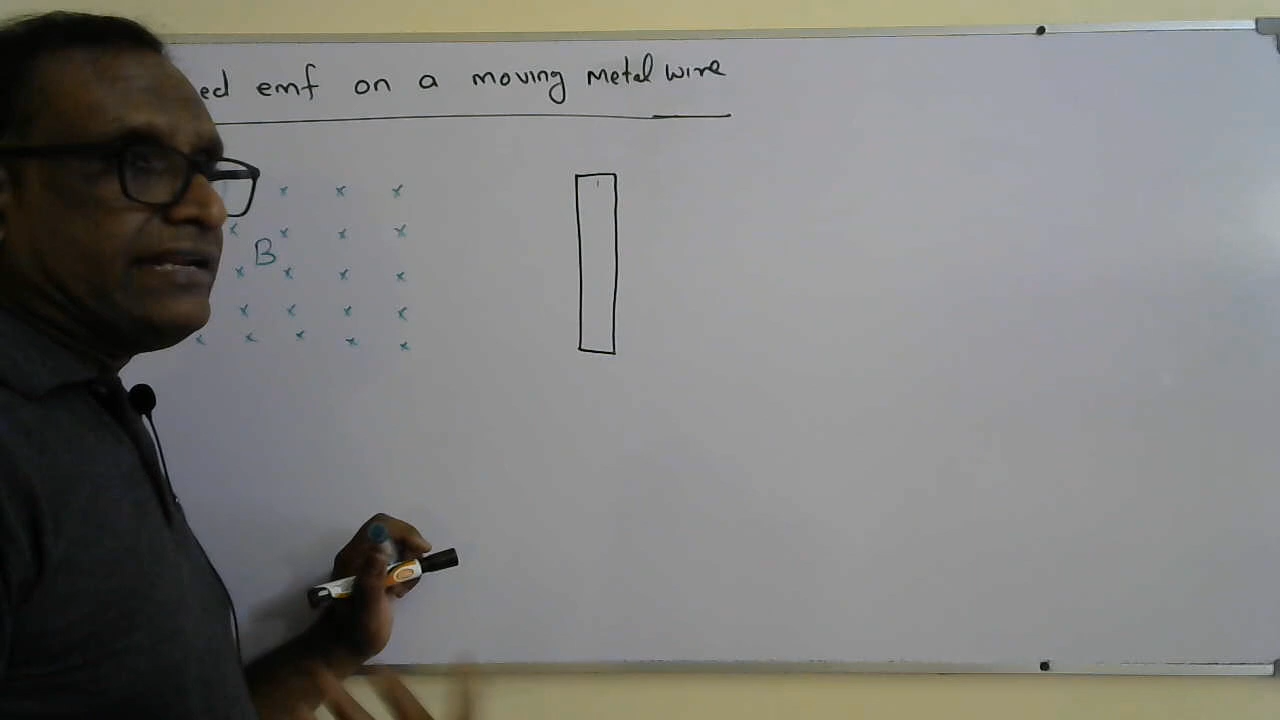 ed emf on a moving metal wire
x x x
x x x x
B
x x x x
x x x x
x x x x x